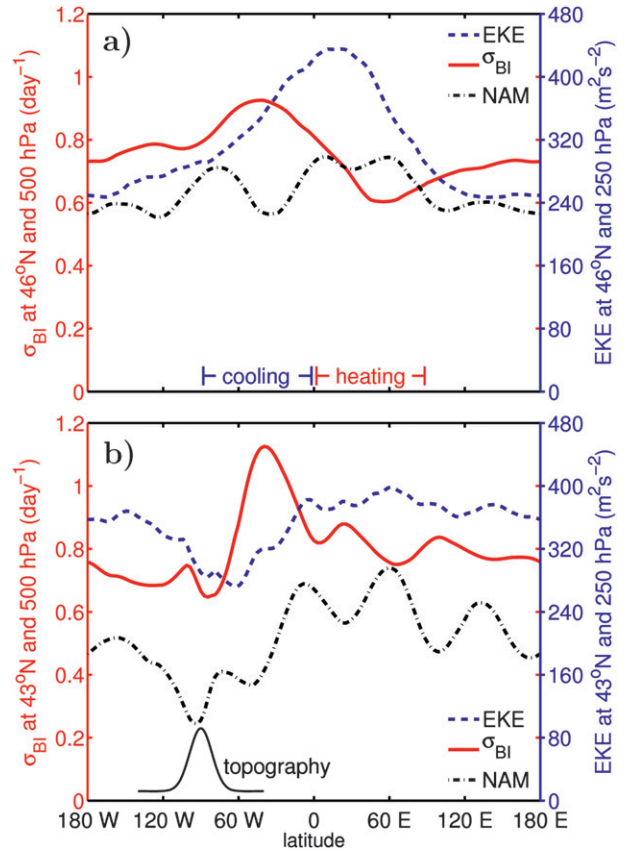 a)
EKE
σBI
NAM
1.2
1
0.8
0.6
0.4
0.2
0
σBI at 46°N and 500 hPa (day−1)
480
400
320
240
160
80
0
EKE at 46°N and 250 hPa (m2s−2)
cooling
heating
b)
1.2
1
0.8
0.6
0.4
0.2
0
σBI at 43°N and 500 hPa (day−1)
480
400
320
240
160
80
0
EKE at 43°N and 250 hPa (m2s−2)
EKE
σBI
NAM
topography
180 W 120 W 60 W 0 60 E 120 E 180 E
latitude